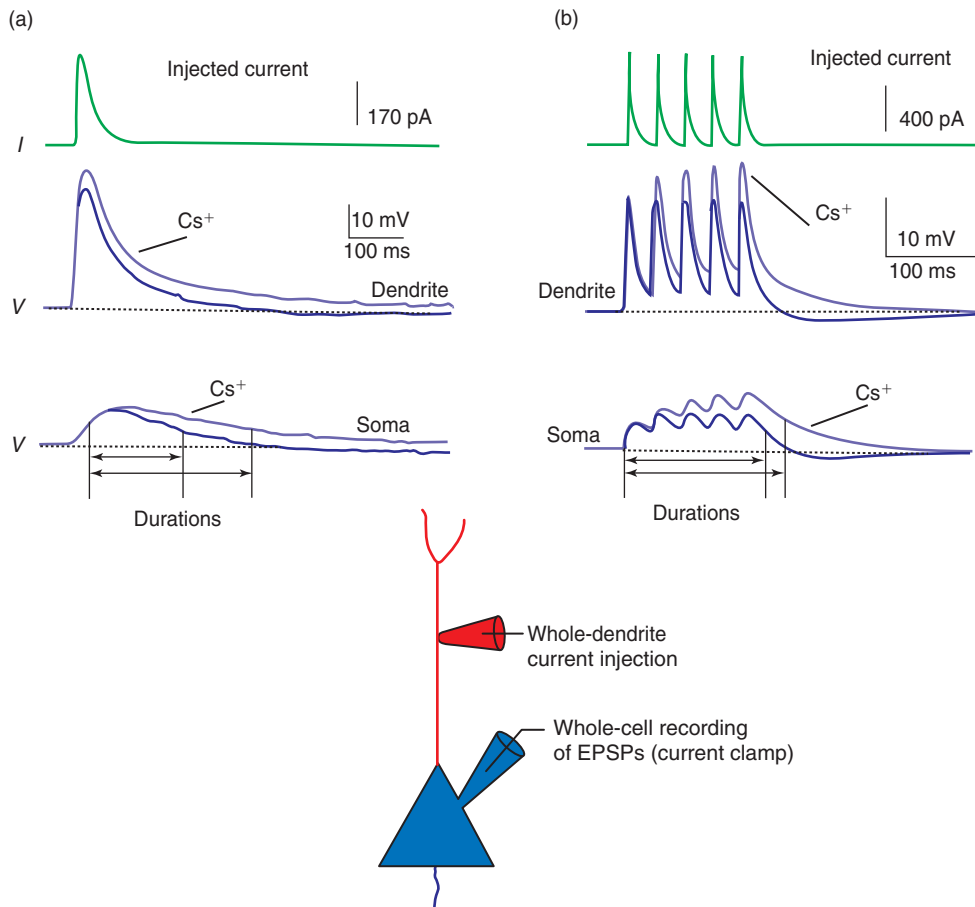 (a)
Injected current
170 pA
I
Cs+
10 mV
100 ms
Dendrite
V
Cs+
Soma
V
Durations
(b)
Injected current
400 pA
Cs+
10 mV
100 ms
Dendrite
Cs+
Soma
Durations
Whole-dendrite
current injection
Whole-cell recording
of EPSPs (current clamp)